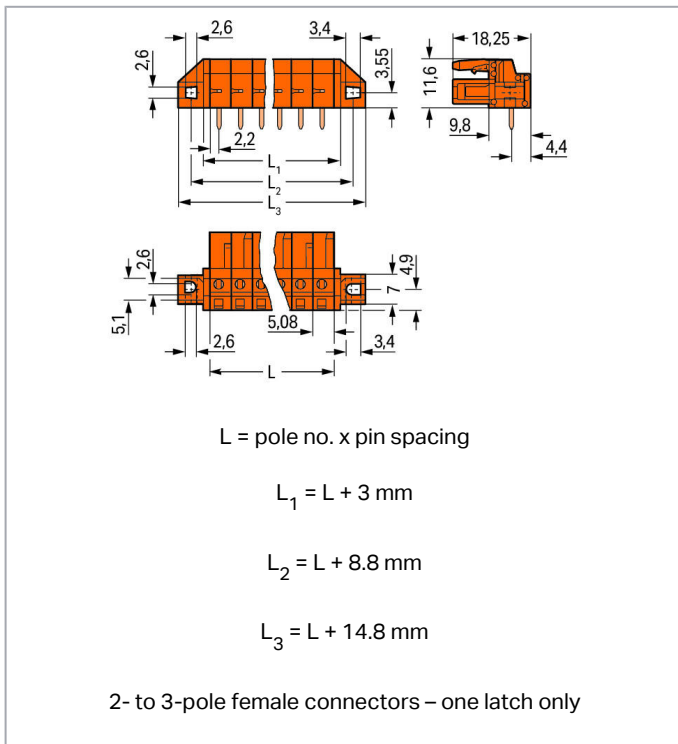 2,6
3,4
18,25
2,6
3,55
11,6
2,2
9,8
4,4
L1
L2
L3
2,6
4,9
7
5,1
5,08
2,6
3,4
L
L = pole no. x pin spacing
L1 = L + 3 mm
L2 = L + 8.8 mm
L3 = L + 14.8 mm
2- to 3-pole female connectors – one latch only